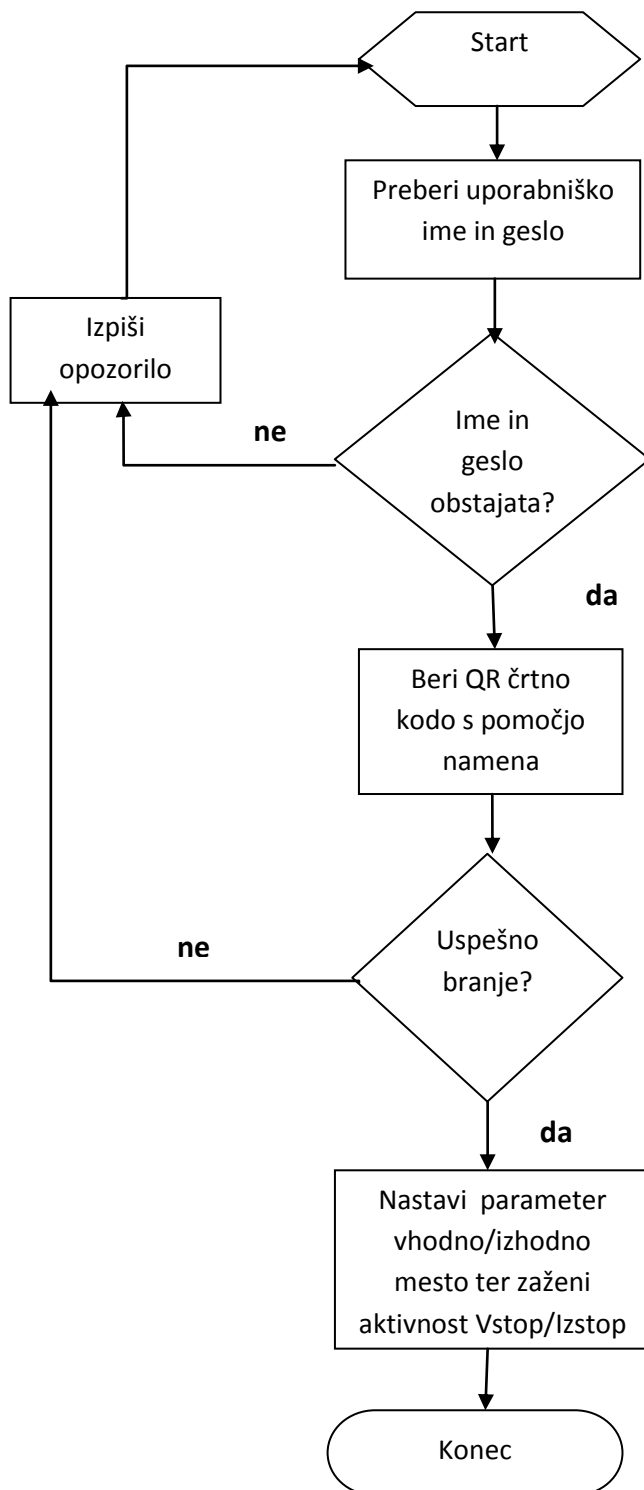 Start
Preberi uporabniško
ime in geslo
Izpiši
opozorilo
ne
Ime in
geslo
obstajata?
da
Beri QR črtno
kodo s pomočjo
namena
ne
Uspešno
branje?
da
Nastavi  parameter
vhodno/izhodno
mesto ter zaženi
aktivnost Vstop/Izstop
Konec